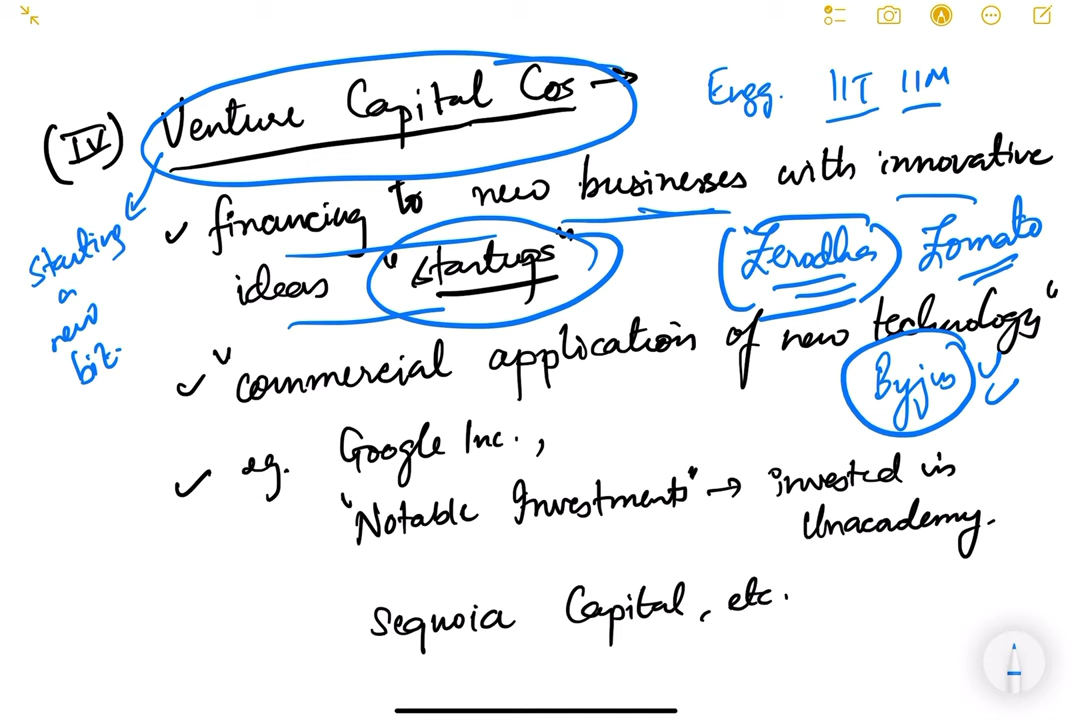 (IV) Venture Capital Cos →
Engg. IIT IIM
✓ financing to new businesses with innovative
ideas "startups" (Zerodha) Zomato
starting
a
new
biz.
✓ "commercial application of new technology"
Byjus ✓✓
✓ eg. Google Inc.,
"Notable Investments" → invested in
Unacademy.
Sequoia Capital, etc.